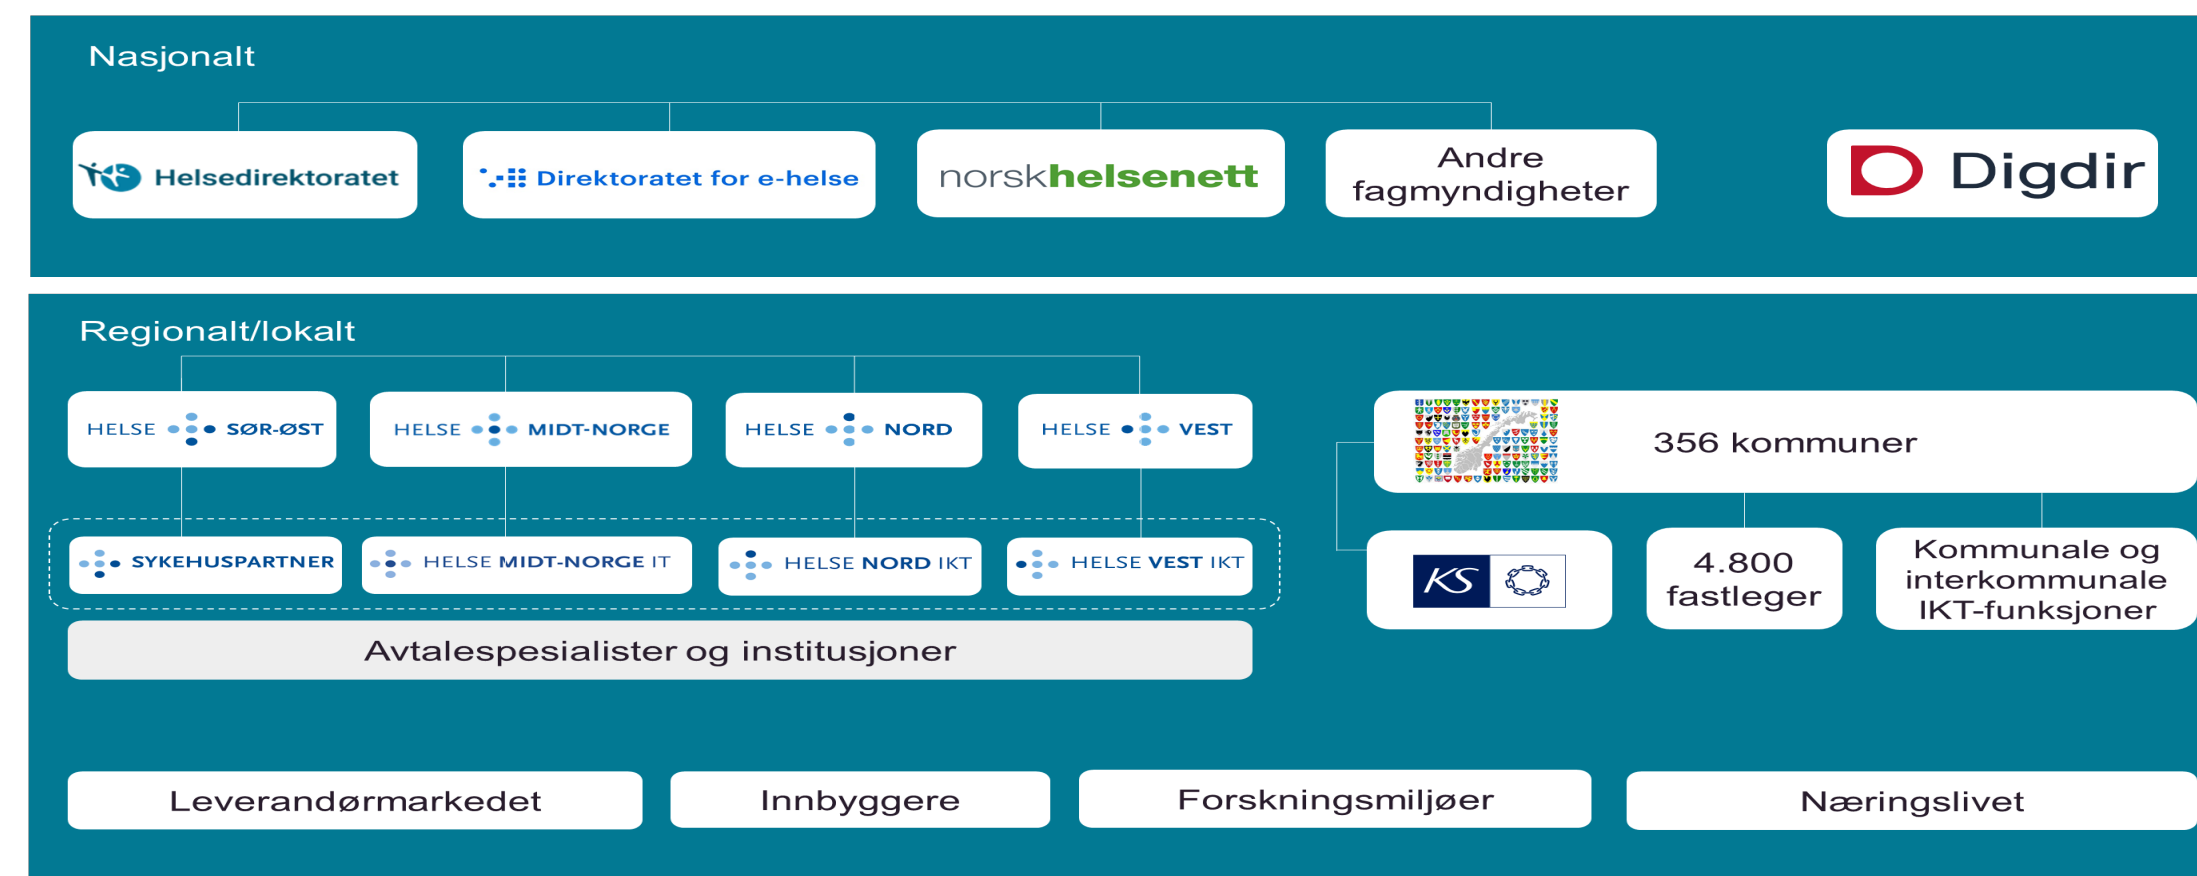 Nasjonalt
Helsedirektoratet
Direktoratet for e-helse
norskhelsenett
Andre
fagmyndigheter
Digdir
Regionalt/lokalt
HELSE SØR-ØST
HELSE MIDT-NORGE
HELSE NORD
HELSE VEST
356 kommuner
SYKEHUSPARTNER
HELSE MIDT-NORGE IT
HELSE NORD IKT
HELSE VEST IKT
KS
4.800
fastleger
Kommunale og
interkommunale
IKT-funksjoner
Avtalespesialister og institusjoner
Leverandørmarkedet
Innbyggere
Forskningsmiljøer
Næringslivet